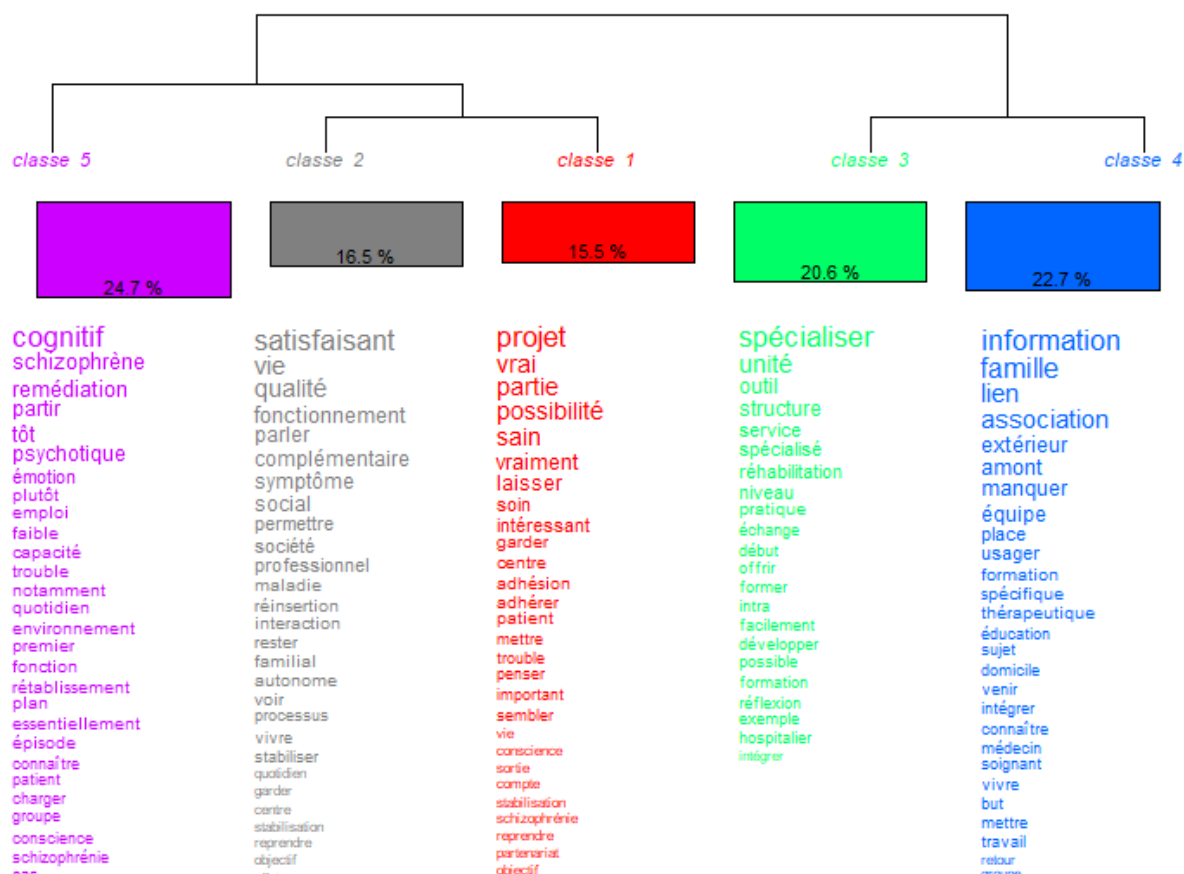 classe 5
classe 2
classe 1
classe 3
classe 4
24.7 %
16.5 %
15.5 %
20.6 %
22.7 %
cognitif
schizophrène
remédiation
partir
tôt
psychotique
émotion
plutôt
emploi
faible
capacité
trouble
notamment
quotidien
environnement
premier
fonction
rétablissement
plan
essentiellement
épisode
connaître
patient
charger
groupe
conscience
schizophrénie
satisfaisant
vie
qualité
fonctionnement
parler
complémentaire
symptôme
social
permettre
société
professionnel
maladie
réinsertion
interaction
rester
familial
autonome
voir
processus
vivre
stabiliser
quotidien
garder
centre
stabilisation
reprendre
objectif
projet
vrai
partie
possibilité
sain
vraiment
laisser
soin
intéressant
garder
centre
adhésion
adhérer
patient
mettre
trouble
penser
important
sembler
vie
conscience
sortie
compte
stabilisation
schizophrénie
reprendre
partenariat
objectif
spécialiser
unité
outil
structure
service
spécialisé
réhabilitation
niveau
pratique
échange
début
offrir
former
intra
facilement
développer
possible
formation
réflexion
exemple
hospitalier
intégrer
information
famille
lien
association
extérieur
amont
manquer
équipe
place
usager
formation
spécifique
thérapeutique
éducation
sujet
domicile
venir
intégrer
connaître
médecin
soignant
vivre
but
mettre
travail
retour